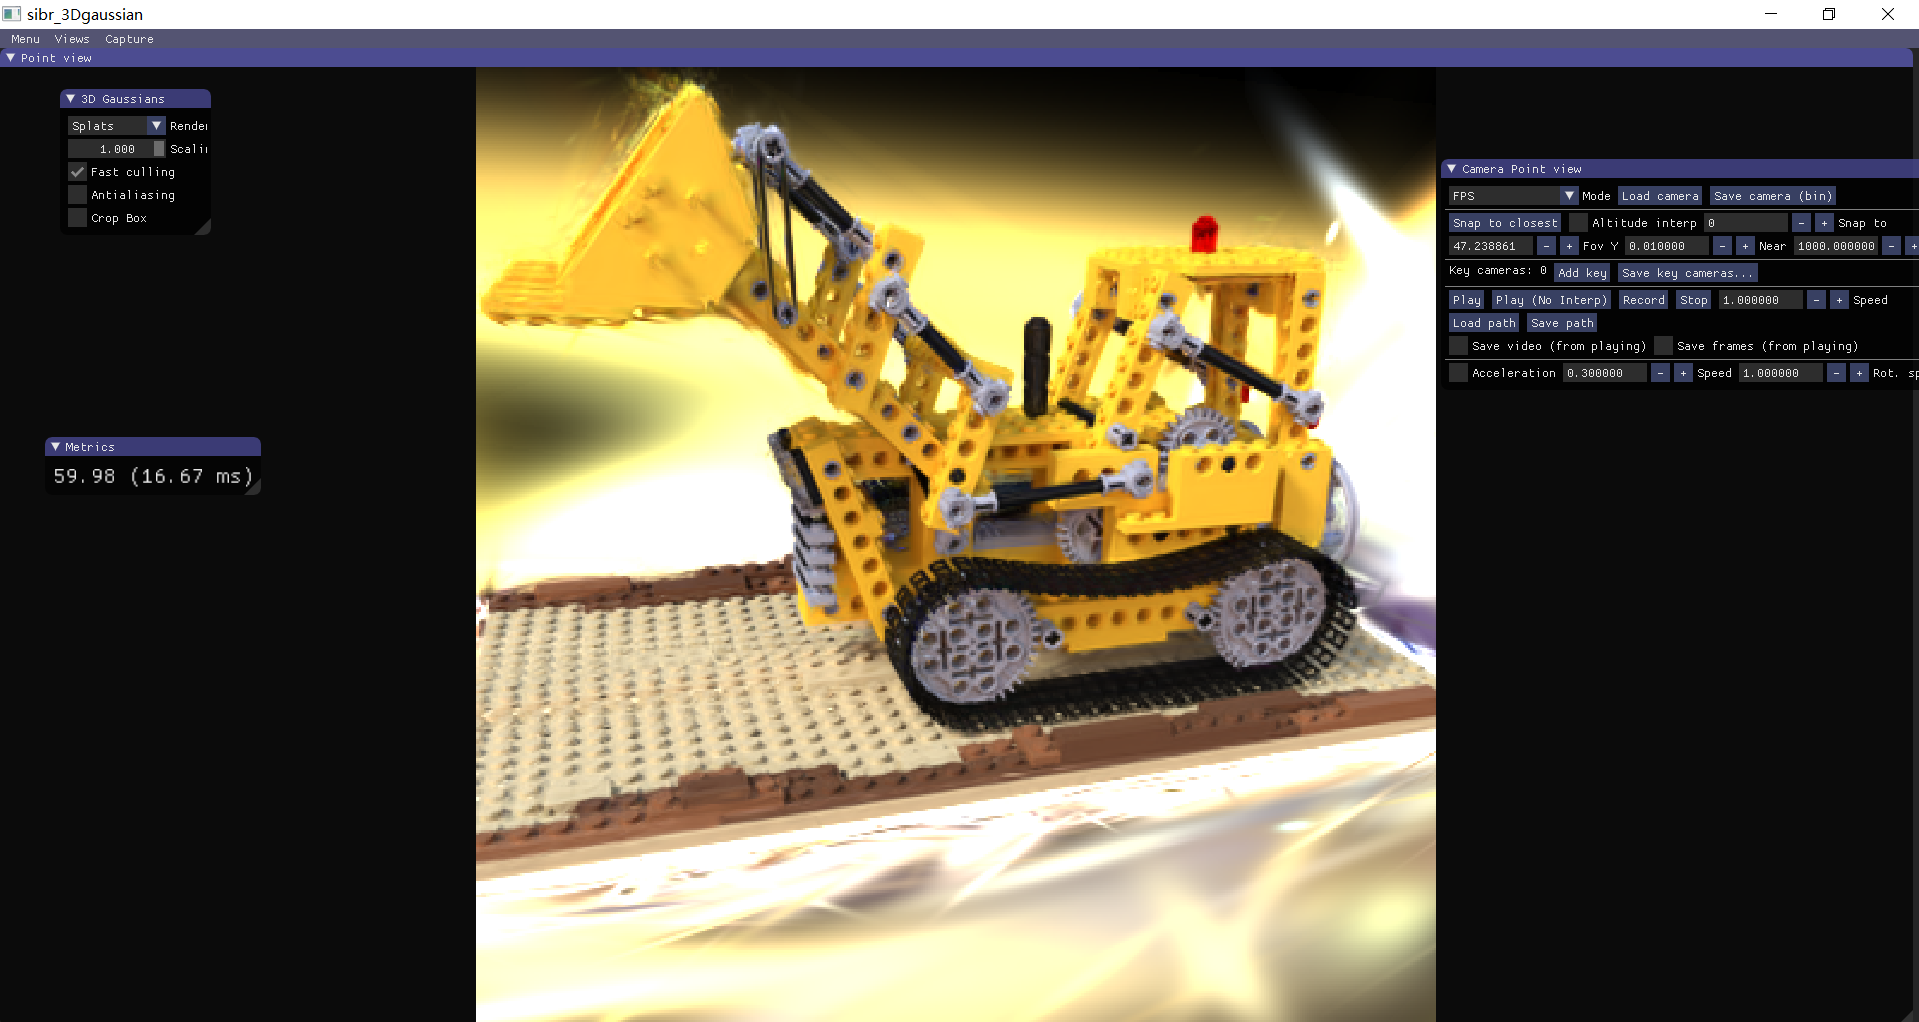 sibr_3Dgaussian
Menu Views Capture
Point view
3D Gaussians
Splats Render
1.000
Fast culling
Antialiasing
Crop Box
Metrics
59.98 (16.67 ms)
Camera Point view
FPS Mode Load camera Save camera (bin)
Snap to closest Altitude interp 0 - + Snap to
47.238861 - + Fov Y 0.010000 - + Near 1000.000000 - +
Key cameras: 0 Add key Save key cameras...
Play Play (No Interp) Record Stop 1.000000 - + Speed
Load path Save path
Save video (from playing) Save frames (from playing)
Acceleration 0.300000 - + Speed 1.000000 - + Rot. sp